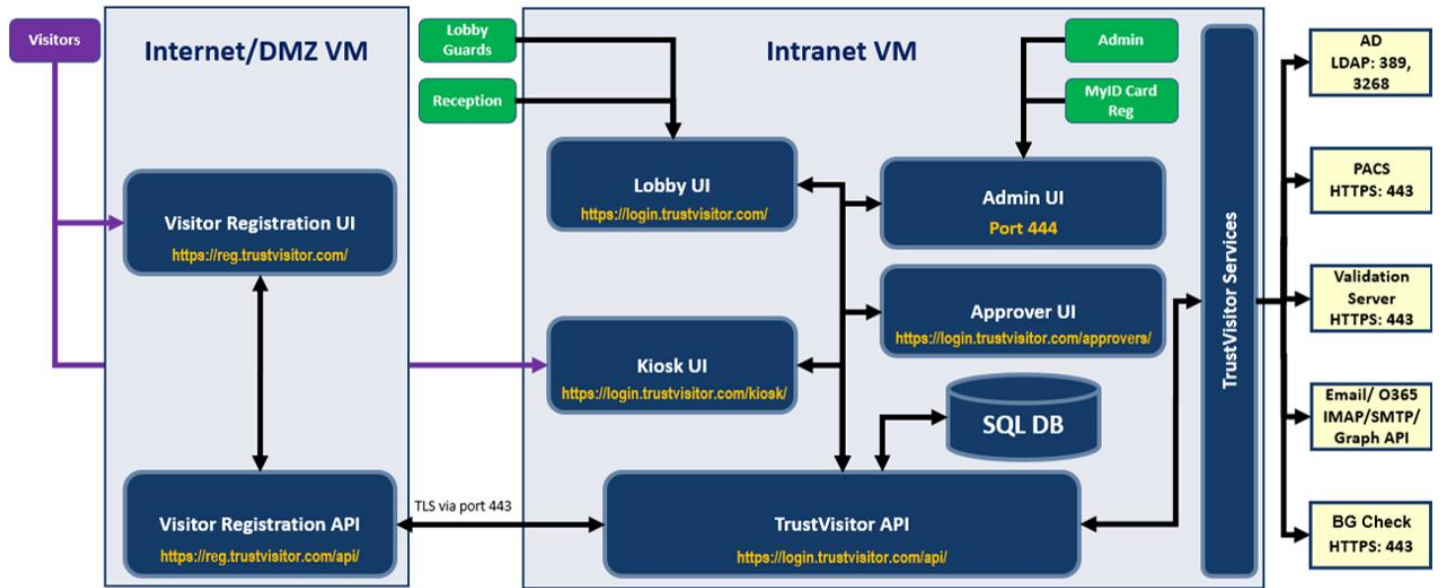 Visitors
Internet/DMZ VM
Visitor Registration UI
https://reg.trustvisitor.com/
Visitor Registration API
https://reg.trustvisitor.com/api/
TLS via port 443
Lobby
Guards
Reception
Intranet VM
Admin
MyID Card
Reg
Lobby UI
https://login.trustvisitor.com/
Admin UI
Port 444
Approver UI
https://login.trustvisitor.com/approvers/
Kiosk UI
https://login.trustvisitor.com/kiosk/
SQL DB
TrustVisitor API
https://login.trustvisitor.com/api/
TrustVisitor Services
AD
LDAP: 389,
3268
PACS
HTTPS: 443
Validation
Server
HTTPS: 443
Email/ O365
IMAP/SMTP/
Graph API
BG Check
HTTPS: 443